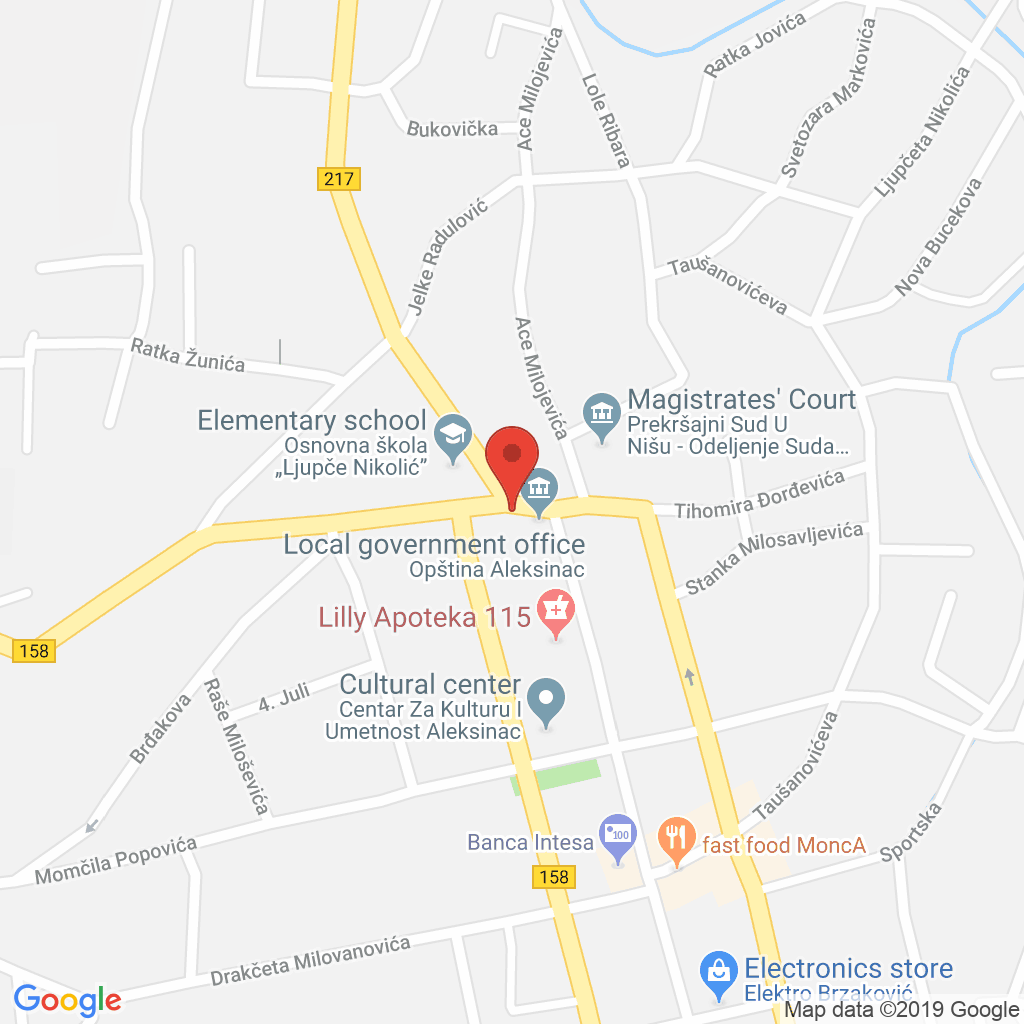 Ratka Jovića
Ace Milojevića
Lole Ribara
Svetozara Markovića
Ljupčeta Nikolića
Bukovička
217
Jelke Radulović
Nova Bucekova
Taušanovićeva
Ratka Žunića
Ace Milojevića
Elementary school
Osnovna škola
„Ljupče Nikolić”
Magistrates' Court
Prekršajni Sud U
Nišu - Odeljenje Suda...
Tihomira Đorđevića
Stanka Milosavljevića
Local government office
Opština Aleksinac
Lilly Apoteka 115
158
Cultural center
Centar Za Kulturu I
Umetnost Aleksinac
4. Juli
Brđakova
Raše Miloševića
Taušanovićeva
Momčila Popovića
Banca Intesa
100
fast food MoncA
Sportska
158
Drakčeta Milovanovića
Electronics store
Elektro Brzaković
Google
Map data ©2019 Google